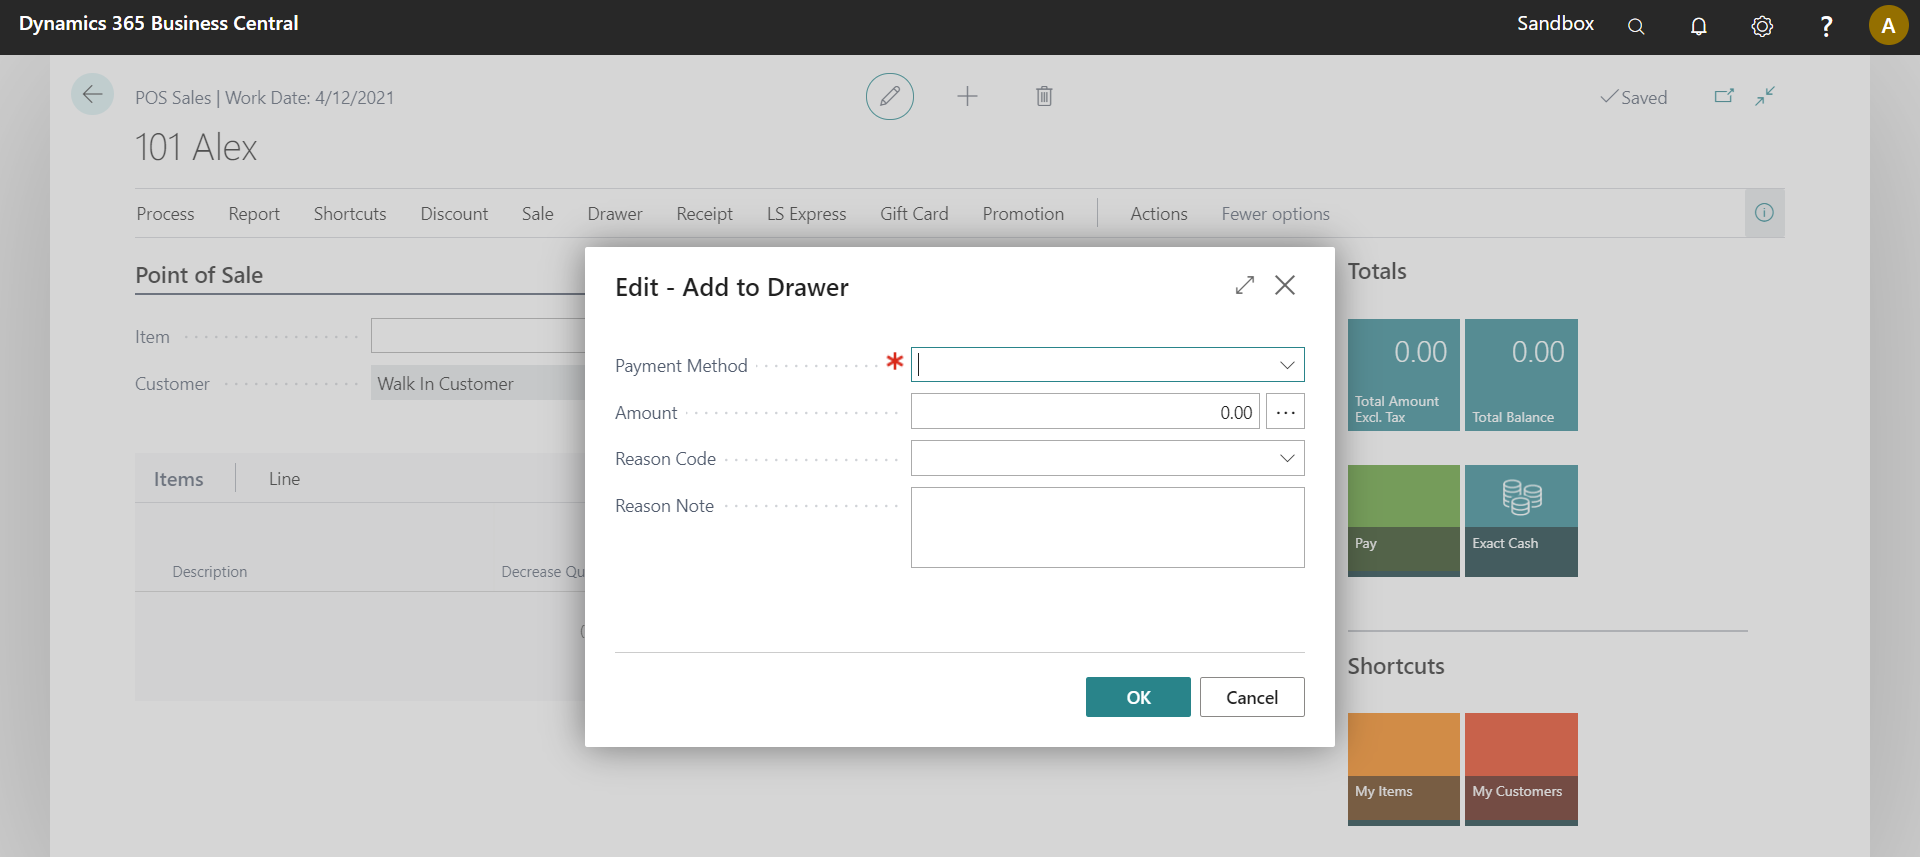 Dynamics 365 Business Central
Sandbox
?
A
POS Sales | Work Date: 4/12/2021
Saved
101 Alex
Process Report Shortcuts Discount Sale Drawer Receipt LS Express Gift Card Promotion Actions Fewer options
Point of Sale
Item
Customer
Walk In Customer
Items Line
Description
Decrease Qu
Edit - Add to Drawer
Payment Method *
Amount 0.00 ...
Reason Code
Reason Note
OK
Cancel
Totals
0.00
Total Amount
Excl. Tax
0.00
Total Balance
Pay
Exact Cash
Shortcuts
My Items
My Customers